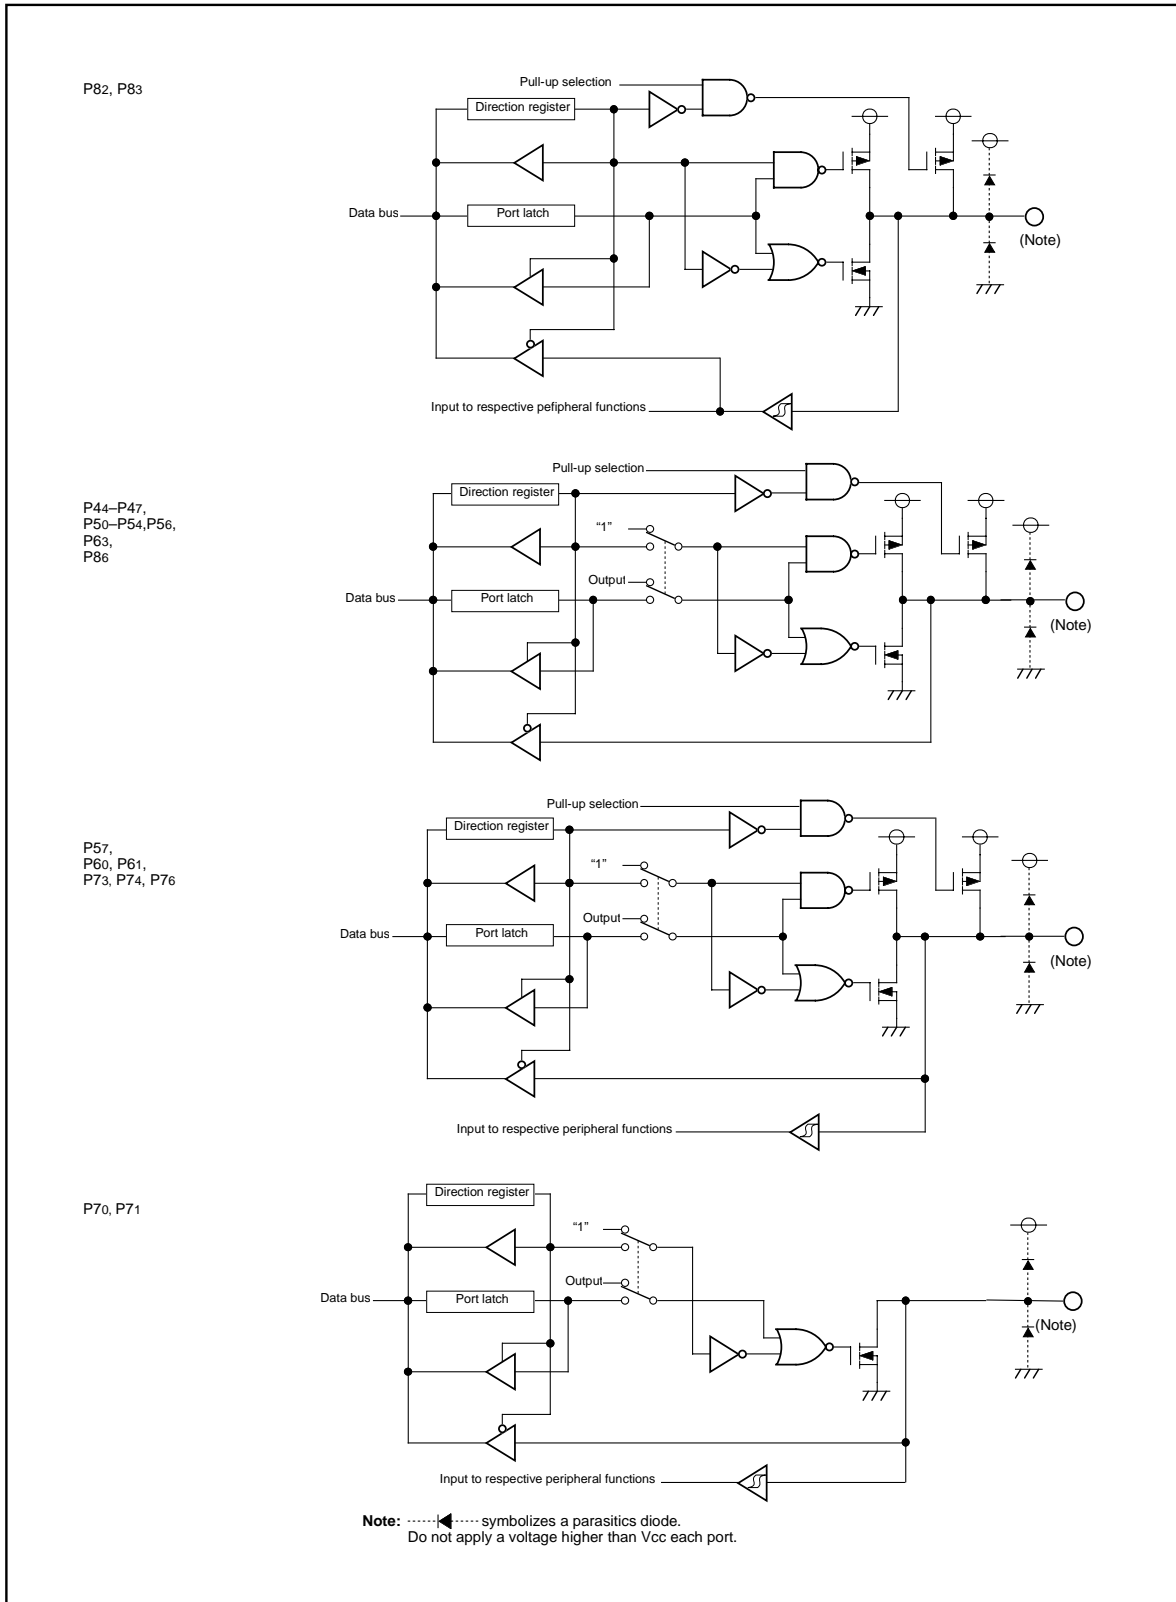 P82, P83
Pull-up selection
Direction register
Data bus
Port latch
(Note)
Input to respective pefipheral functions
P44–P47,
P50–P54,P56,
P63,
P86
Pull-up selection
Direction register
“1”
Output
Data bus
Port latch
(Note)
P57,
P60, P61,
P73, P74, P76
Pull-up selection
Direction register
“1”
Output
Data bus
Port latch
(Note)
Input to respective peripheral functions
P70, P71
Direction register
“1”
Output
Data bus
Port latch
(Note)
Input to respective peripheral functions
Note: symbolizes a parasitics diode.
Do not apply a voltage higher than Vcc each port.